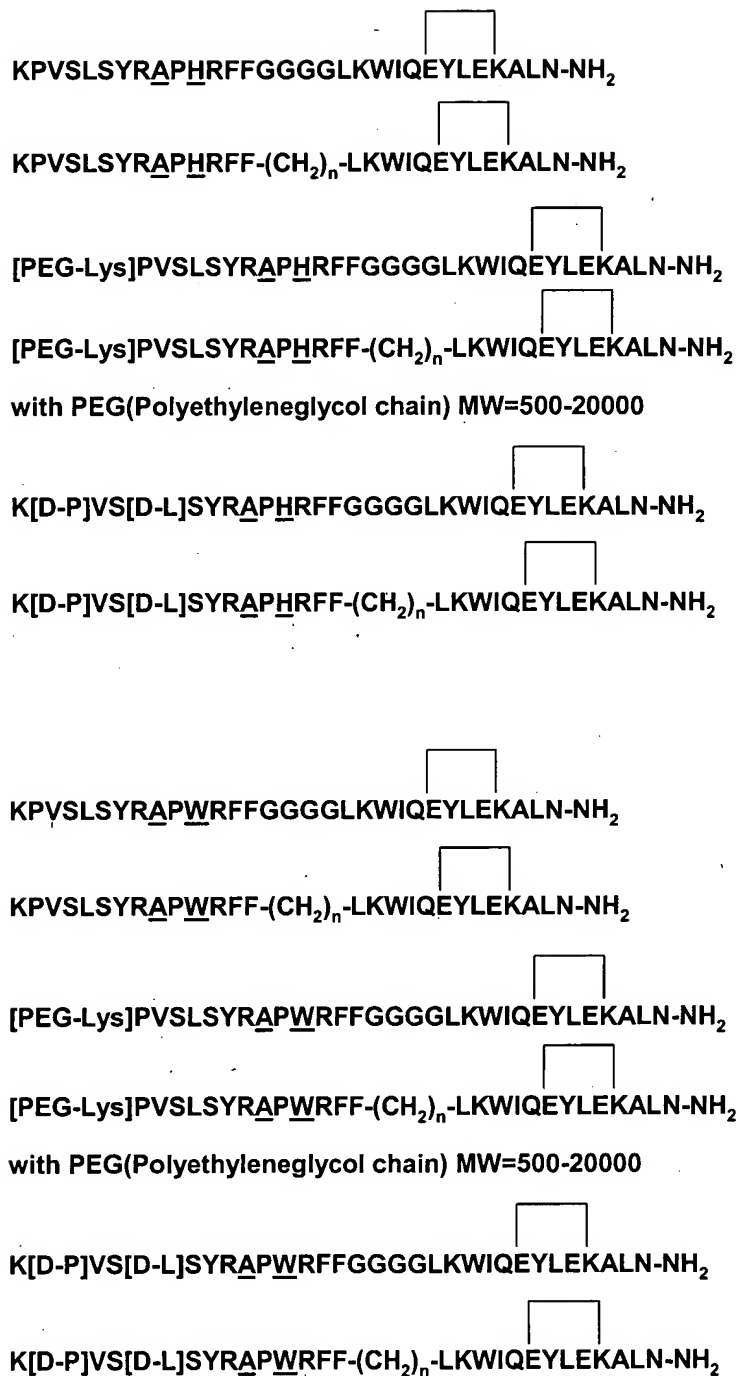 KPVSLSYRAPHRFFGGGGLKWIQEYLEKALN-NH₂
KPVSLSYRAPHRFF-(CH₂)ₙ-LKWIQEYLEKALN-NH₂
[PEG-Lys]PVSLSYRAPHRFFGGGGLKWIQEYLEKALN-NH₂
[PEG-Lys]PVSLSYRAPHRFF-(CH₂)ₙ-LKWIQEYLEKALN-NH₂
with PEG(Polyethyleneglycol chain) MW=500-20000
K[D-P]VS[D-L]SYRAPHRFFGGGGLKWIQEYLEKALN-NH₂
K[D-P]VS[D-L]SYRAPHRFF-(CH₂)ₙ-LKWIQEYLEKALN-NH₂
KPVSLSYRAPWRFFGGGGLKWIQEYLEKALN-NH₂
KPVSLSYRAPWRFF-(CH₂)ₙ-LKWIQEYLEKALN-NH₂
[PEG-Lys]PVSLSYRAPWRFFGGGGLKWIQEYLEKALN-NH₂
[PEG-Lys]PVSLSYRAPWRFF-(CH₂)ₙ-LKWIQEYLEKALN-NH₂
with PEG(Polyethyleneglycol chain) MW=500-20000
K[D-P]VS[D-L]SYRAPWRFFGGGGLKWIQEYLEKALN-NH₂
K[D-P]VS[D-L]SYRAPWRFF-(CH₂)ₙ-LKWIQEYLEKALN-NH₂